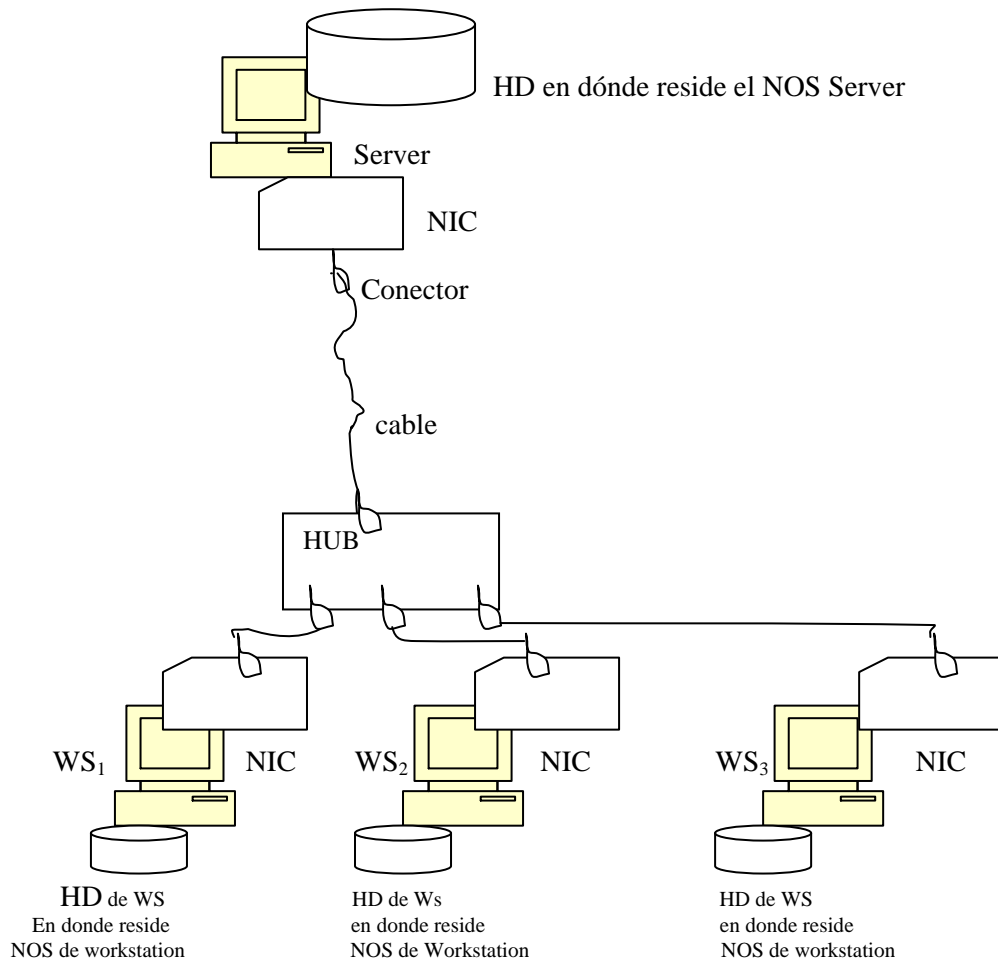 HD en dónde reside el NOS Server
Server
NIC
Conector
cable
HUB
WS₁
NIC
WS₂
NIC
WS₃
NIC
HD de WS
En donde reside
NOS de workstation
HD de Ws
en donde reside
NOS de Workstation
HD de WS
en donde reside
NOS de workstation